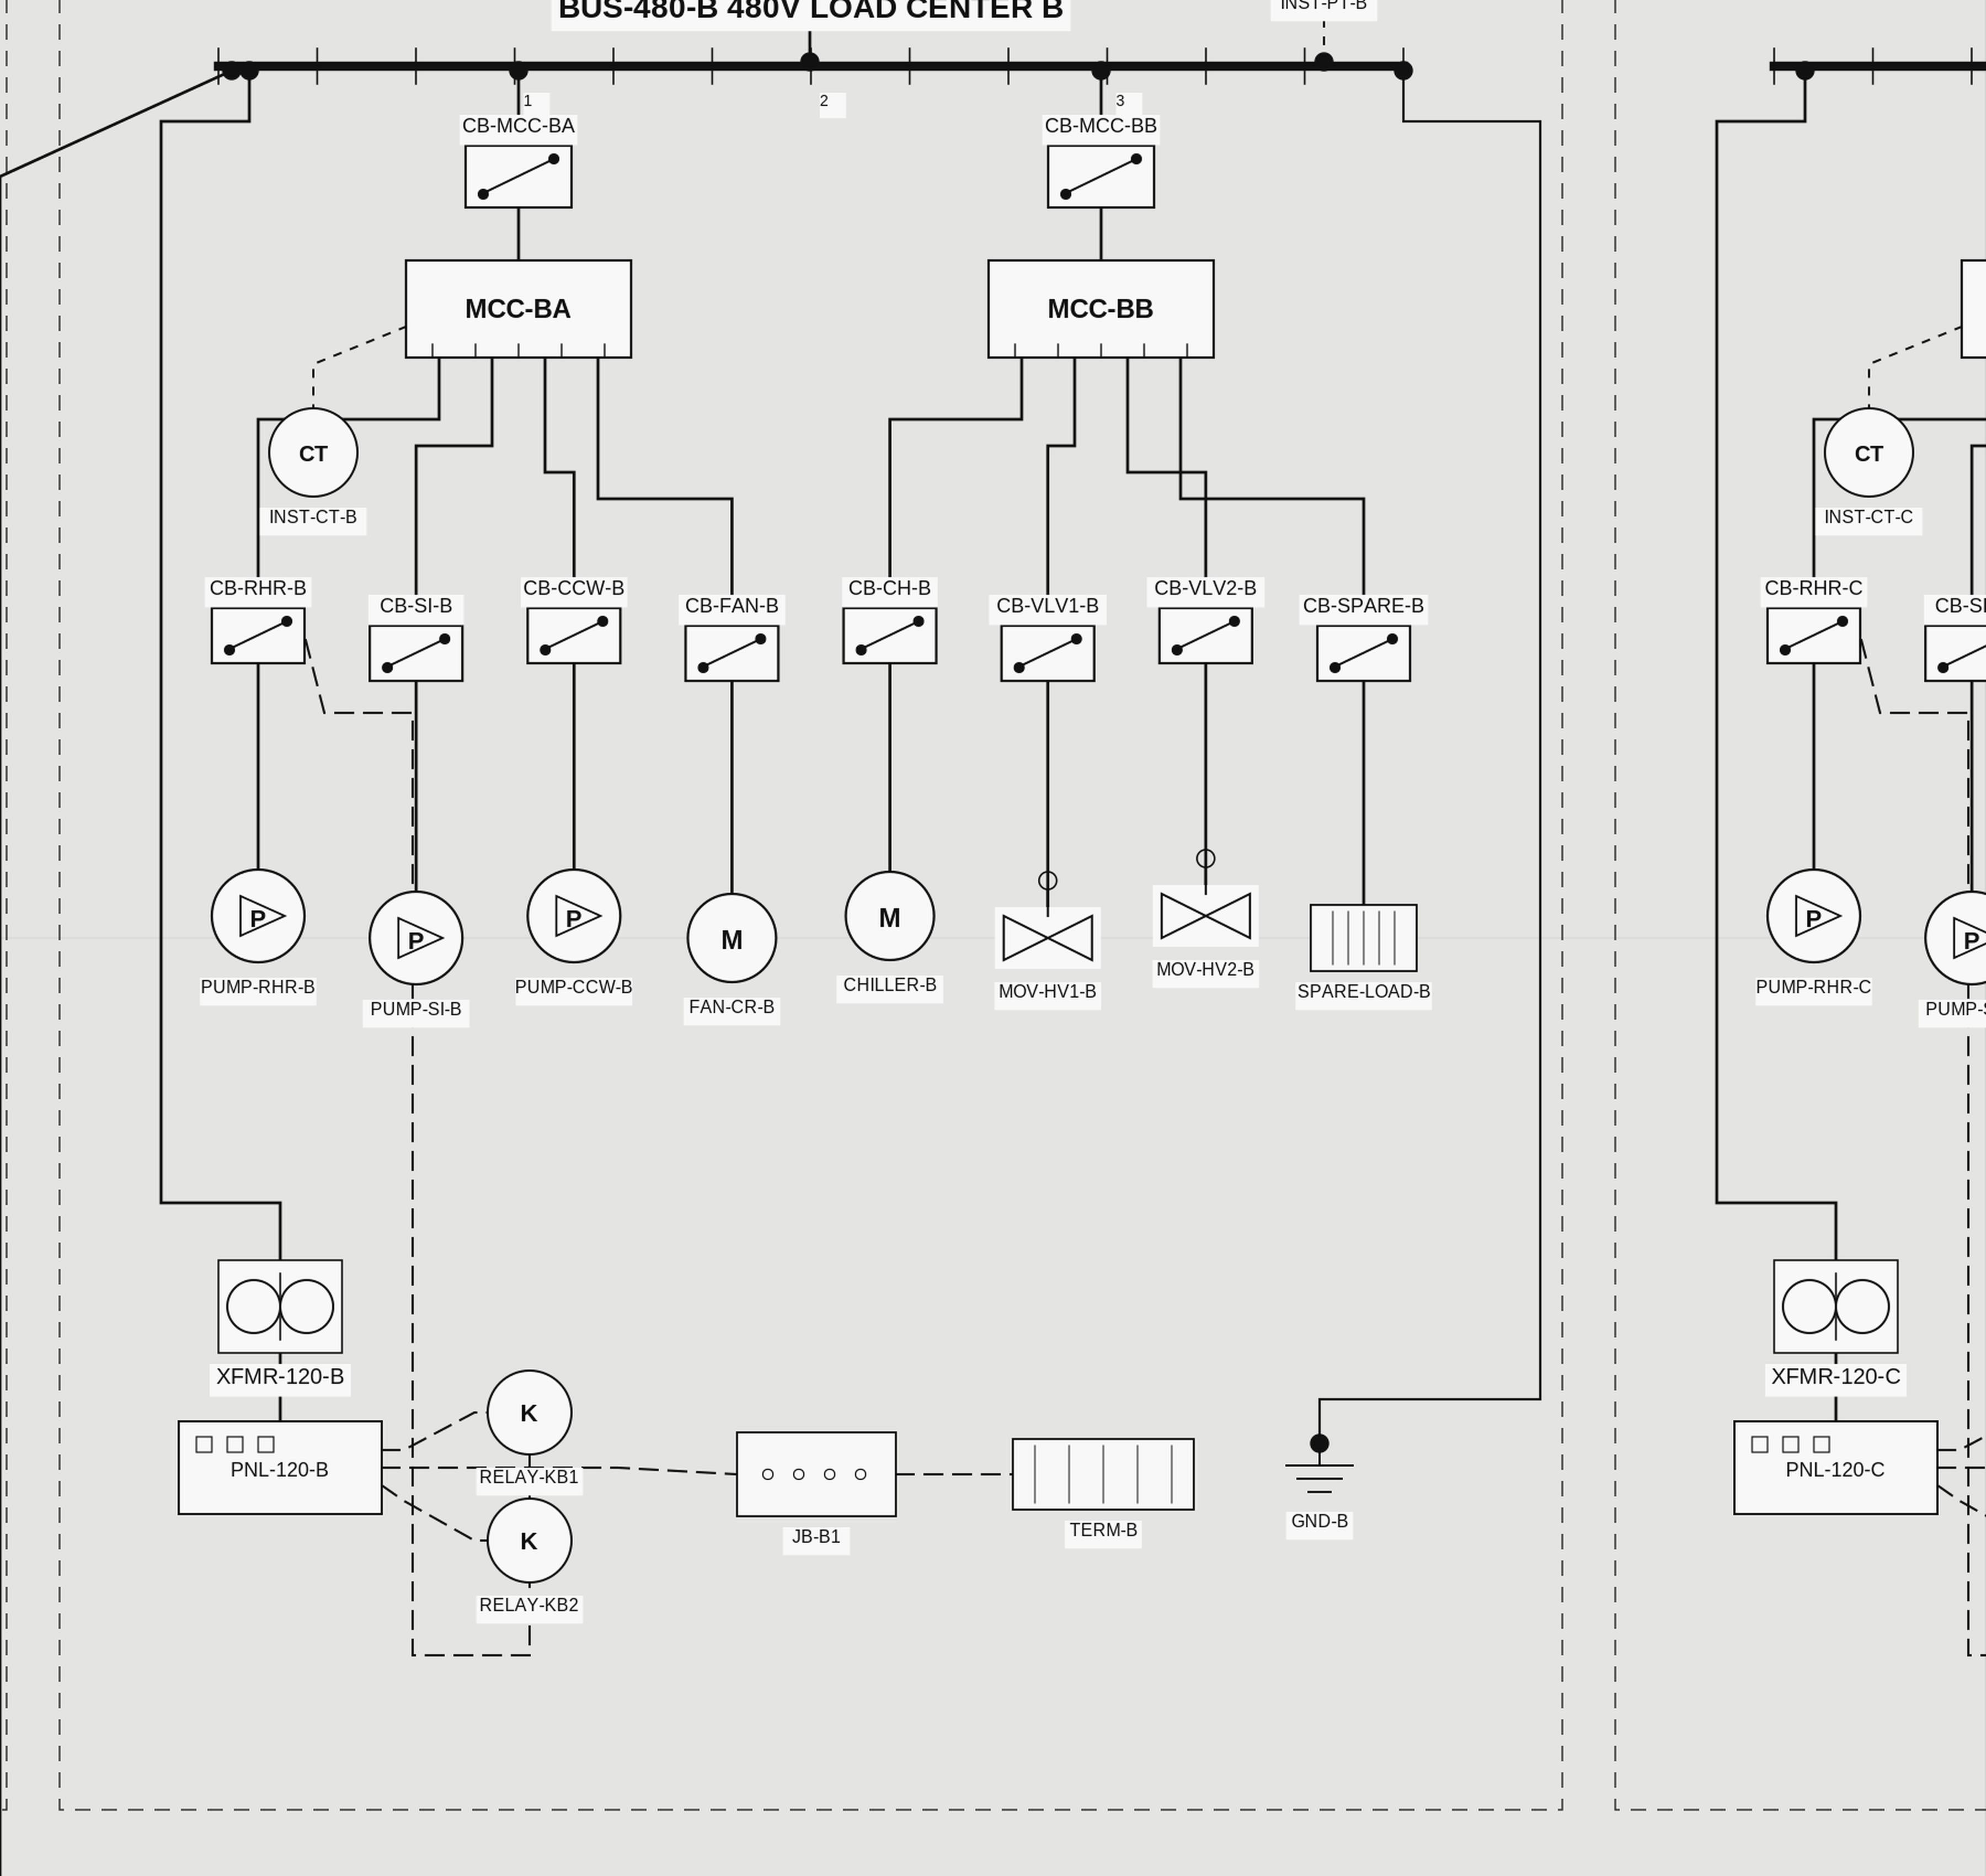 BUS-480-B 480V LOAD CENTER B
INST-PT-B
1
2
3
CB-MCC-BA
CB-MCC-BB
MCC-BA
MCC-BB
CT
CT
INST-CT-B
INST-CT-C
CB-RHR-B
CB-SI-B
CB-CCW-B
CB-FAN-B
CB-CH-B
CB-VLV1-B
CB-VLV2-B
CB-SPARE-B
CB-RHR-C
CB-SI
P
P
P
M
M
P
P
PUMP-RHR-B
PUMP-SI-B
PUMP-CCW-B
FAN-CR-B
CHILLER-B
MOV-HV1-B
MOV-HV2-B
SPARE-LOAD-B
PUMP-RHR-C
PUMP-S
XFMR-120-B
XFMR-120-C
K
PNL-120-B
RELAY-KB1
PNL-120-C
K
JB-B1
TERM-B
GND-B
RELAY-KB2